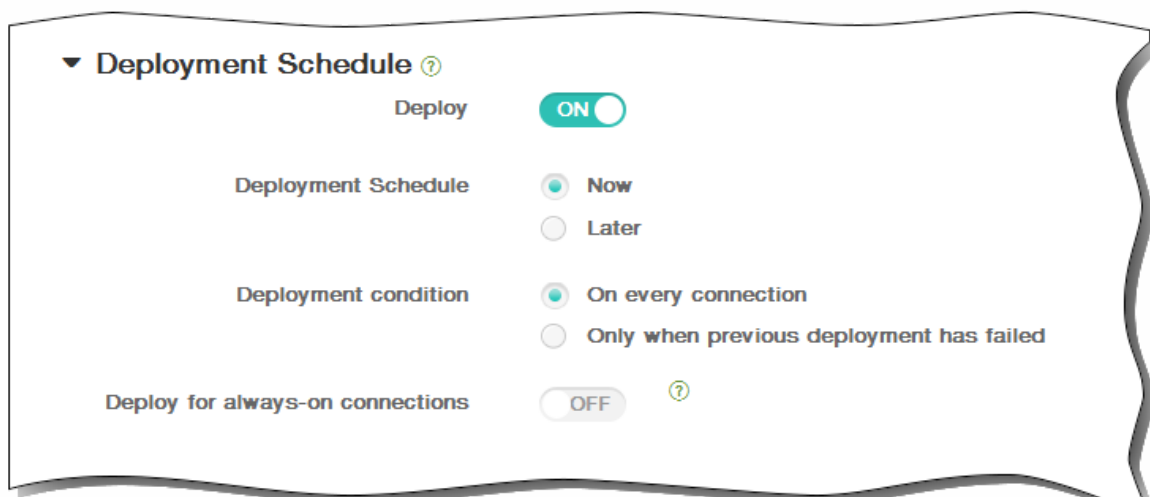 Deployment Schedule ?
Deploy ON
Deployment Schedule Now
Later
Deployment condition On every connection
Only when previous deployment has failed
Deploy for always-on connections OFF ?